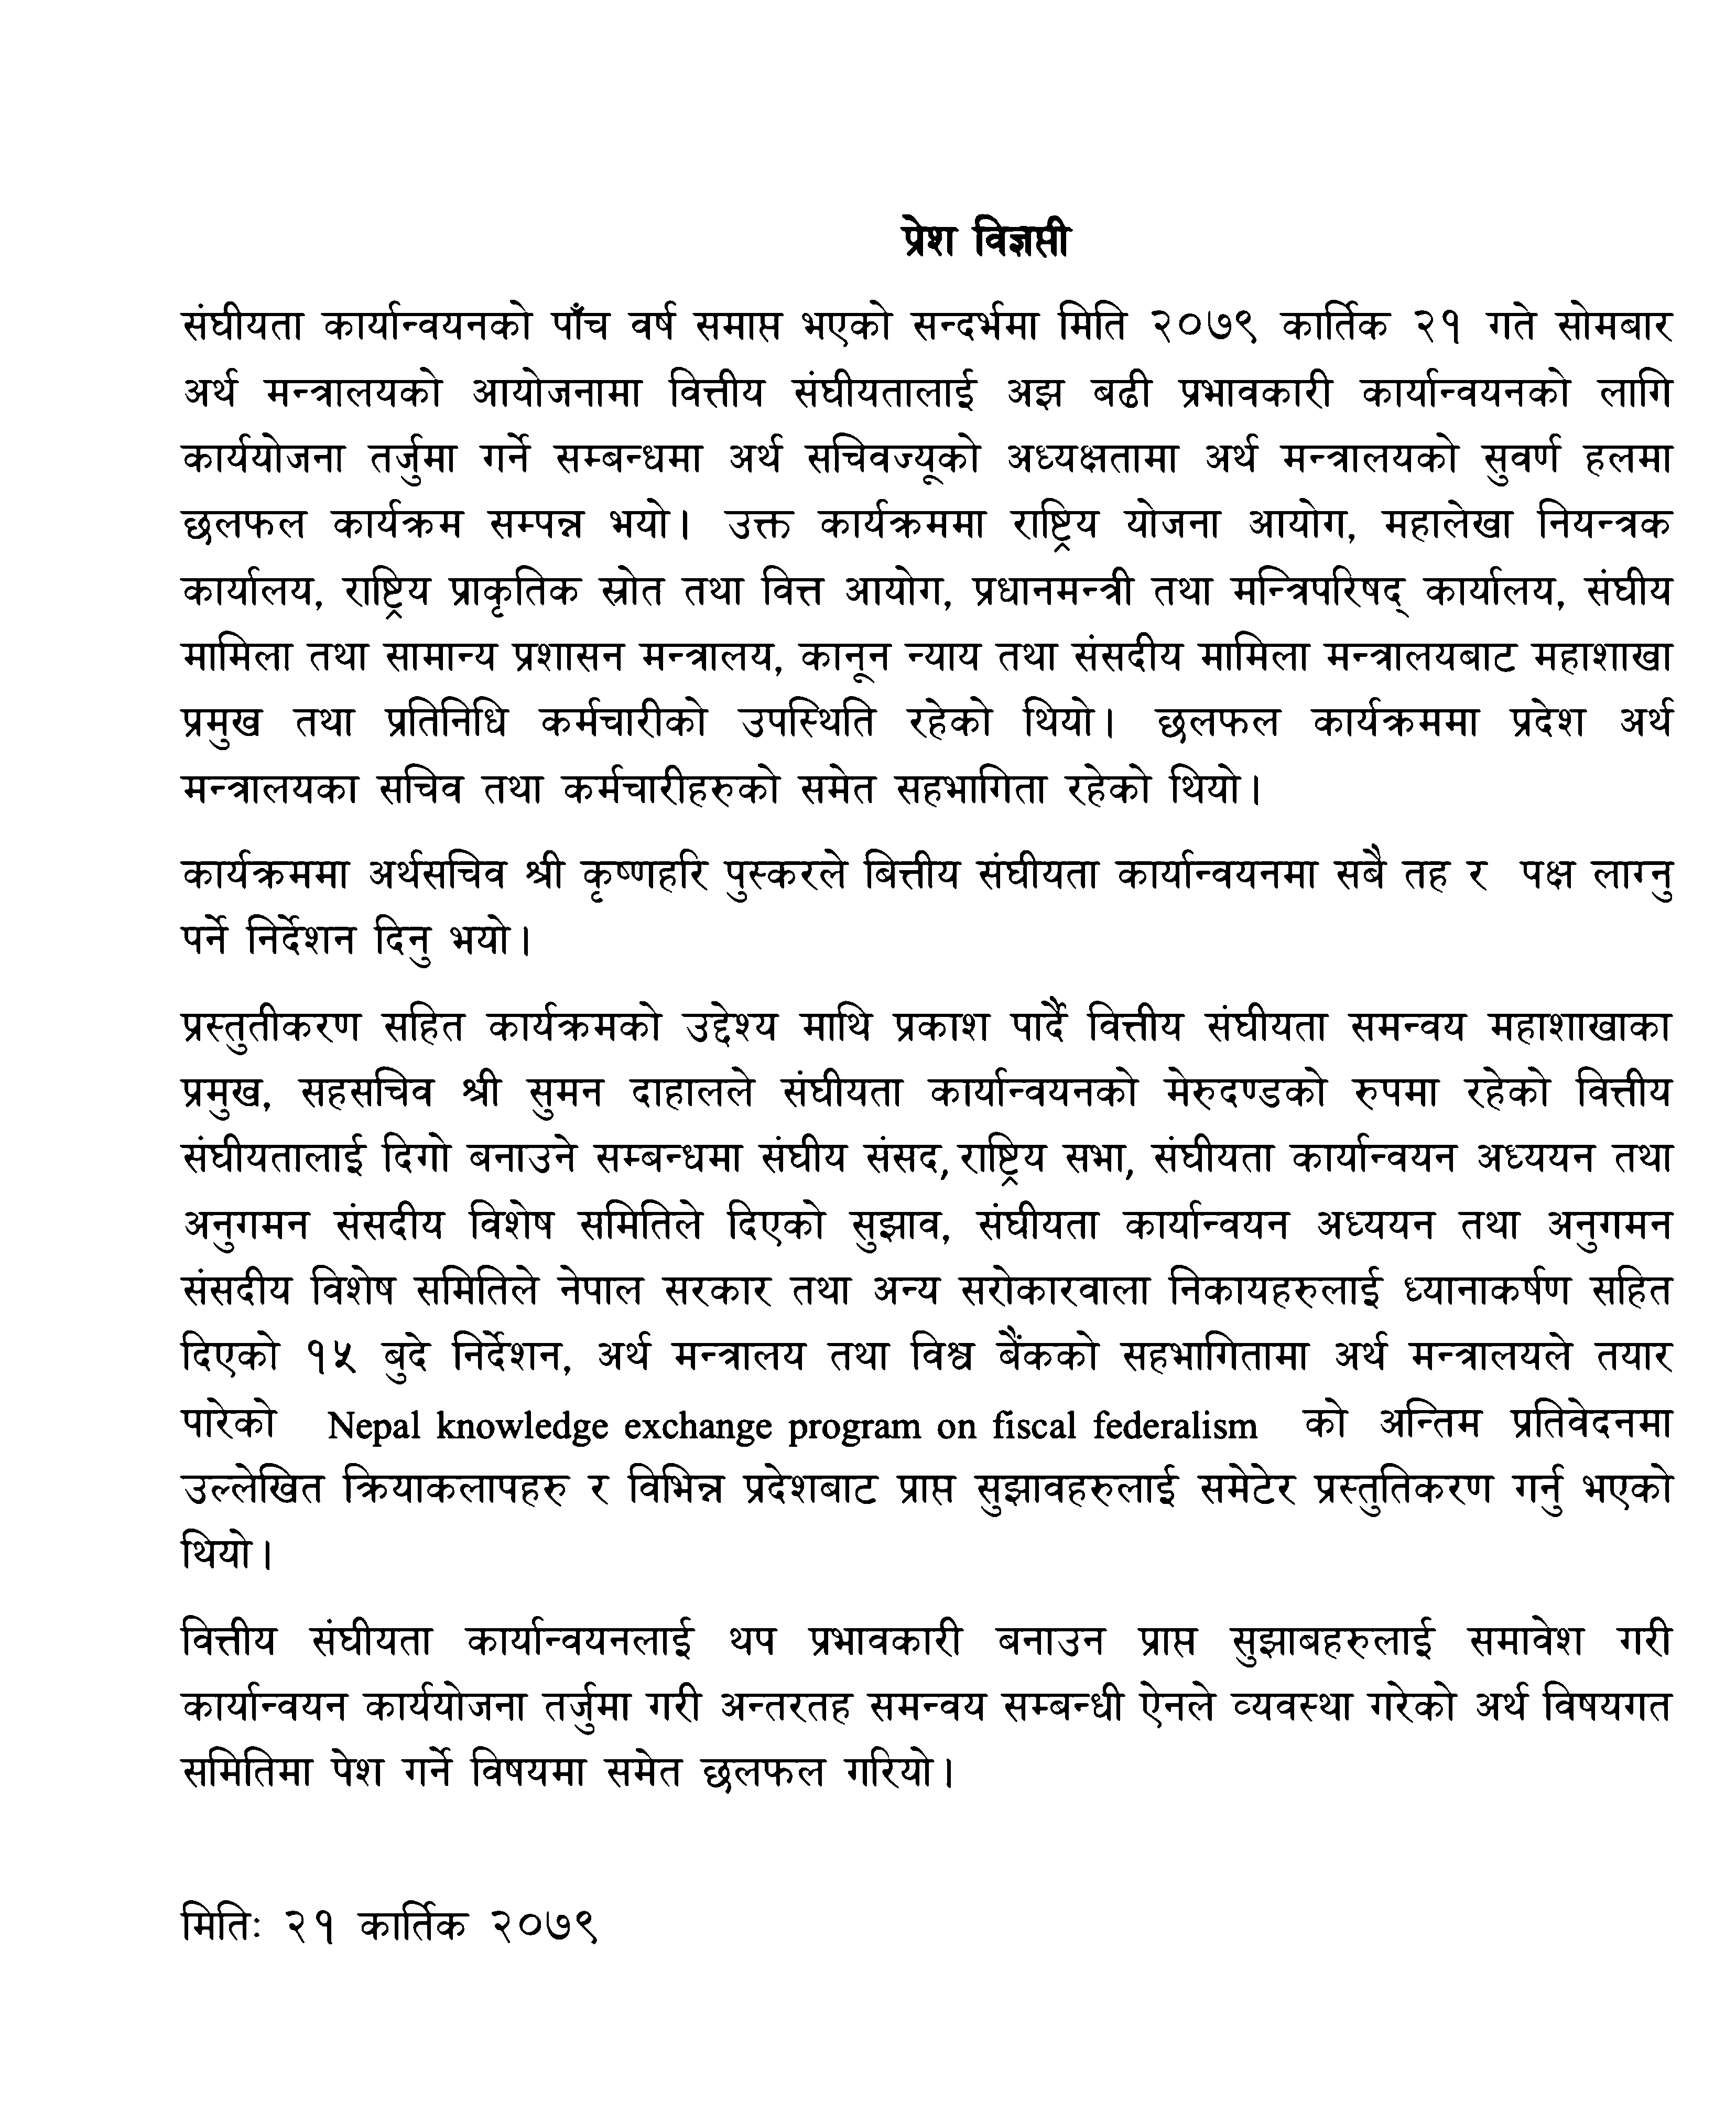 प्रेश विज्ञप्ती
संघीयता कार्यान्वयनको पाँच वर्ष समाप्त भएको सन्दर्भमा मिति २०७९ कार्तिक २१ गते सोमबार
अर्थ मन्त्रालयको आयोजनामा वित्तीय संघीयतालाई अझ बढी प्रभावकारी कार्यान्वयनको लागि
कार्ययोजना तर्जुमा गर्ने सम्बन्धमा अर्थ सचिवज्यूको अध्यक्षतामा अर्थ मन्त्रालयको सुवर्ण हलमा
छलफल कार्यक्रम सम्पन्न भयो। उक्त कार्यक्रममा राष्ट्रिय योजना आयोग, महालेखा नियन्त्रक
कार्यालय, राष्ट्रिय प्राकृतिक स्रोत तथा वित्त आयोग, प्रधानमन्त्री तथा मन्त्रिपरिषद् कार्यालय, संघीय
मामिला तथा सामान्य प्रशासन मन्त्रालय, कानून न्याय तथा संसदीय मामिला मन्त्रालयबाट महाशाखा
प्रमुख तथा प्रतिनिधि कर्मचारीको उपस्थिति रहेको थियो। छलफल कार्यक्रममा प्रदेश अर्थ
मन्त्रालयका सचिव तथा कर्मचारीहरुको समेत सहभागिता रहेको थियो।
कार्यक्रममा अर्थसचिव श्री कृष्णहरि पुस्करले बित्तीय संघीयता कार्यान्वयनमा सबै तह र पक्ष लाग्नु
पर्ने निर्देशन दिनु भयो।
प्रस्तुतीकरण सहित कार्यक्रमको उद्देश्य माथि प्रकाश पार्दै वित्तीय संघीयता समन्वय महाशाखाका
प्रमुख, सहसचिव श्री सुमन दाहालले संघीयता कार्यान्वयनको मेरुदण्डको रुपमा रहेको वित्तीय
संघीयतालाई दिगो बनाउने सम्बन्धमा संघीय संसद, राष्ट्रिय सभा, संघीयता कार्यान्वयन अध्ययन तथा
अनुगमन संसदीय विशेष समितिले दिएको सुझाव, संघीयता कार्यान्वयन अध्ययन तथा अनुगमन
संसदीय विशेष समितिले नेपाल सरकार तथा अन्य सरोकारवाला निकायहरुलाई ध्यानाकर्षण सहित
दिएको १५ बुदे निर्देशन, अर्थ मन्त्रालय तथा विश्व बैंकको सहभागितामा अर्थ मन्त्रालयले तयार
पारेको Nepal knowledge exchange program on fiscal federalism को अन्तिम प्रतिवेदनमा
उल्लेखित क्रियाकलापहरु र विभिन्न प्रदेशबाट प्राप्त सुझावहरुलाई समेटेर प्रस्तुतिकरण गर्नु भएको
थियो।
वित्तीय संघीयता कार्यान्वयनलाई थप प्रभावकारी बनाउन प्राप्त सुझाबहरुलाई समावेश गरी
कार्यान्वयन कार्ययोजना तर्जुमा गरी अन्तरतह समन्वय सम्बन्धी ऐनले व्यवस्था गरेको अर्थ विषयगत
समितिमा पेश गर्ने विषयमा समेत छलफल गरियो।
मितिः २१ कार्तिक २०७९